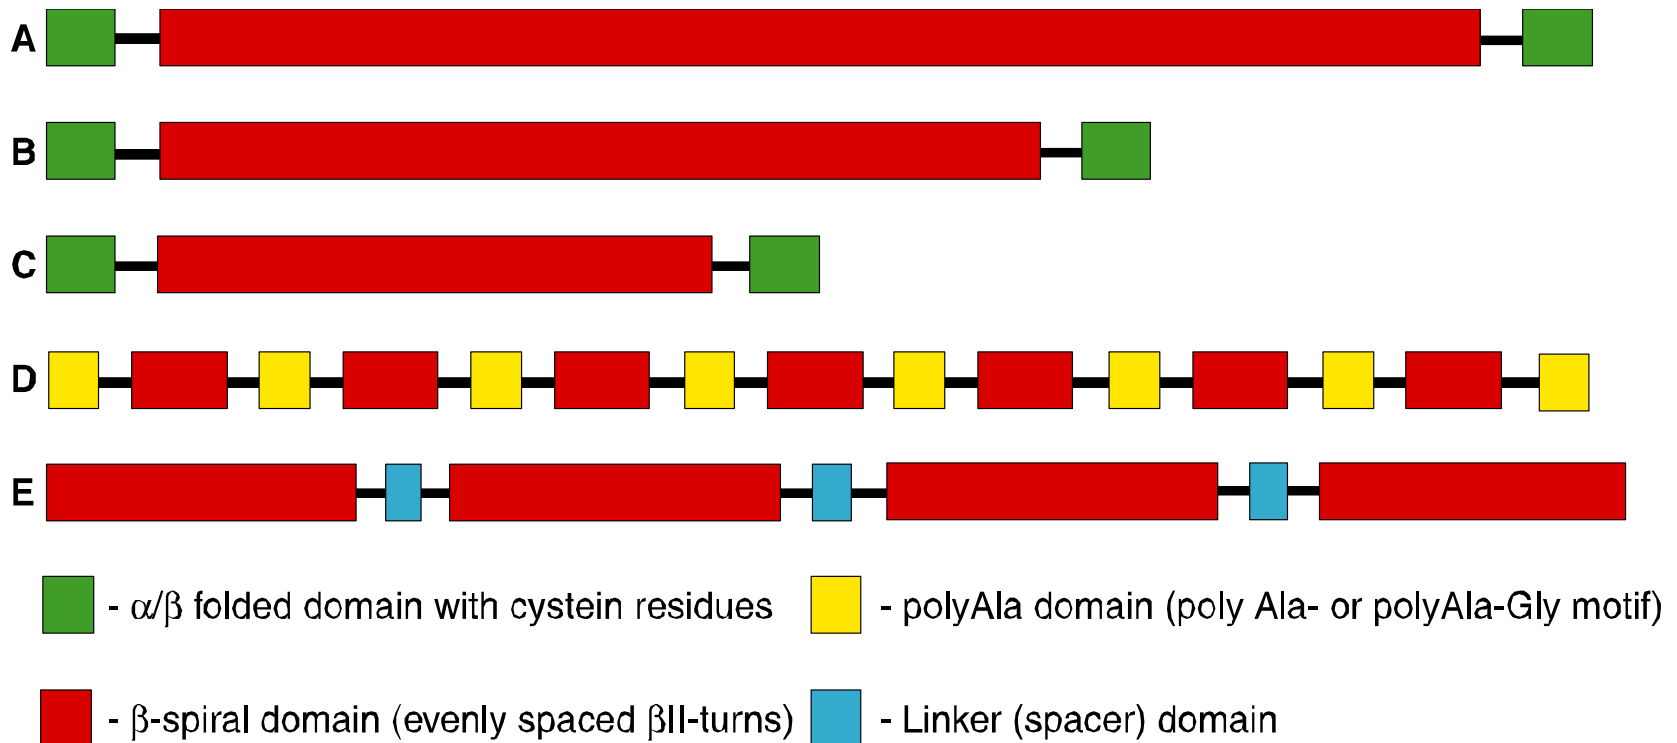 A
B
C
D
E
- α/β folded domain with cystein residues
- polyAla domain (poly Ala- or polyAla-Gly motif)
- β-spiral domain (evenly spaced βII-turns)
- Linker (spacer) domain